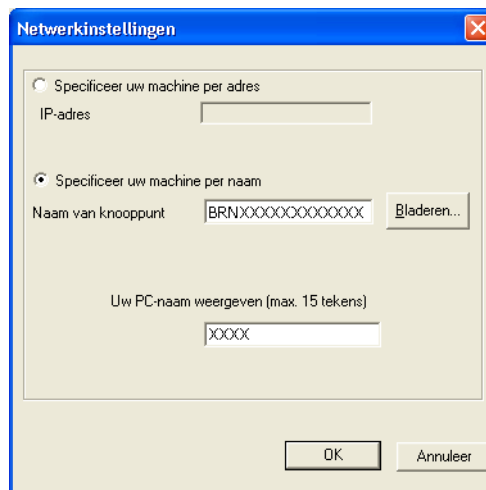 Netwerkinstellingen
Specificeer uw machine per adres
IP-adres
Specificeer uw machine per naam
Naam van knooppunt BRNXXXXXXXXXXXX Bladeren...
Uw PC-naam weergeven (max. 15 tekens)
XXXX
OK Annuleer